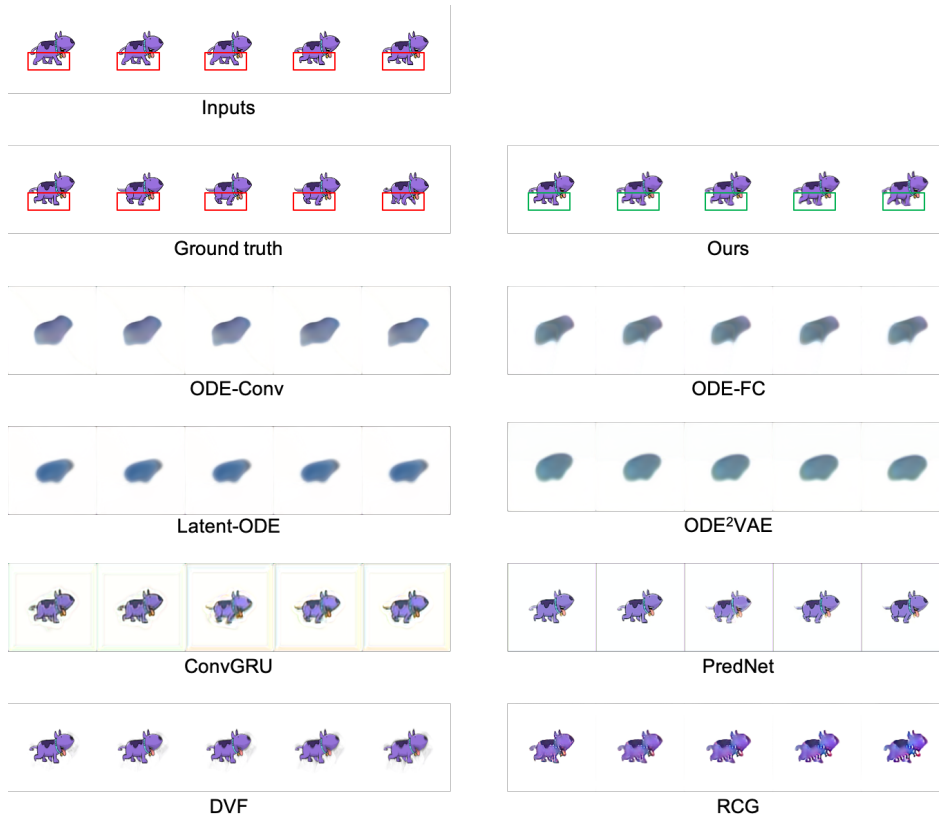 Inputs
Ground truth
Ours
ODE-Conv
ODE-FC
Latent-ODE
ODE²VAE
ConvGRU
PredNet
DVF
RCG